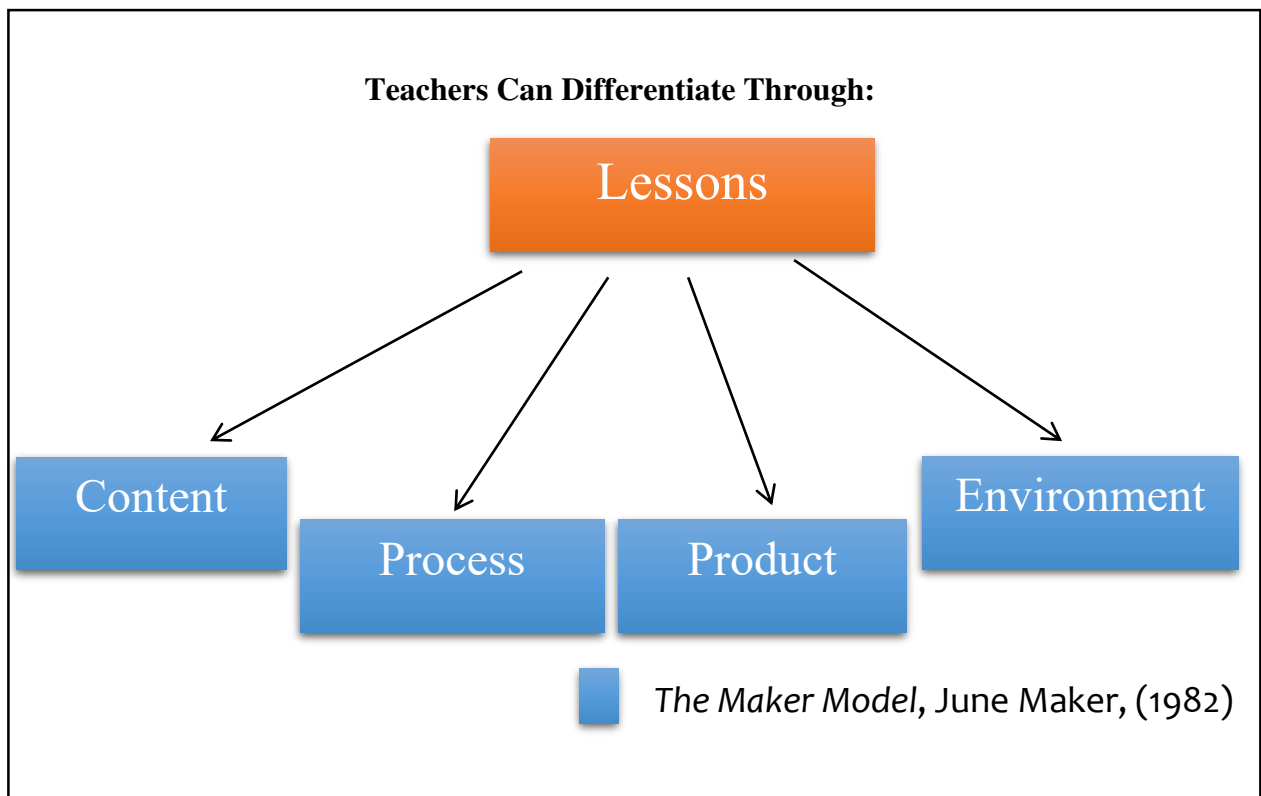 Teachers Can Differentiate Through:
Lessons
Content
Process
Product
Environment
The Maker Model, June Maker, (1982)